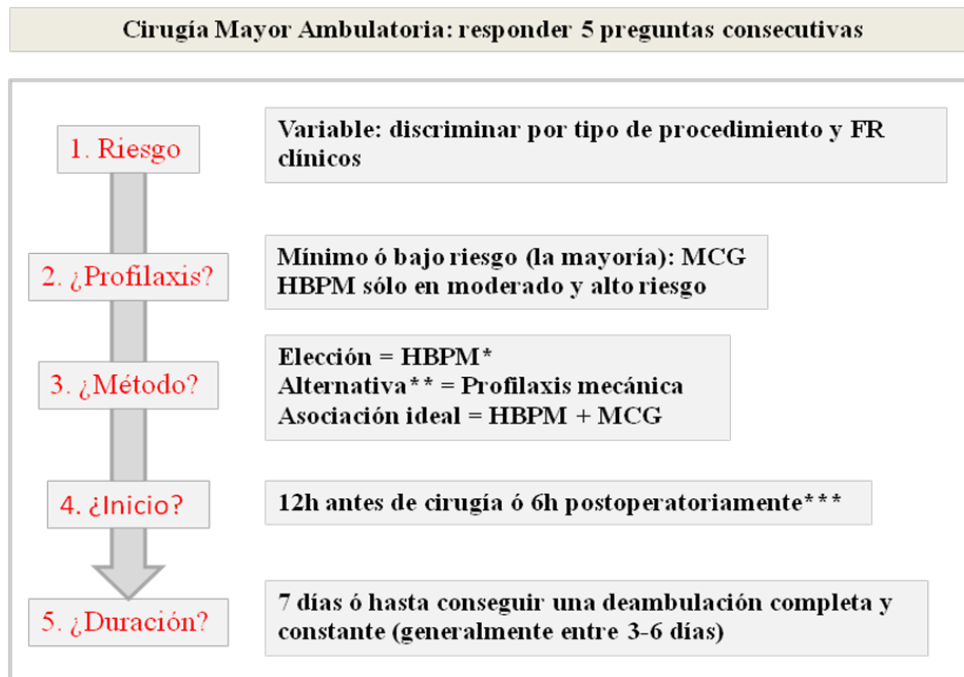 Cirugía Mayor Ambulatoria: responder 5 preguntas consecutivas
1. Riesgo
Variable: discriminar por tipo de procedimiento y FR
clínicos
2. ¿Profilaxis?
Mínimo ó bajo riesgo (la mayoría): MCG
HBPM sólo en moderado y alto riesgo
3. ¿Método?
Elección = HBPM*
Alternativa** = Profilaxis mecánica
Asociación ideal = HBPM + MCG
4. ¿Inicio?
12h antes de cirugía ó 6h postoperatoriamente***
5. ¿Duración?
7 días ó hasta conseguir una deambulación completa y
constante (generalmente entre 3-6 días)